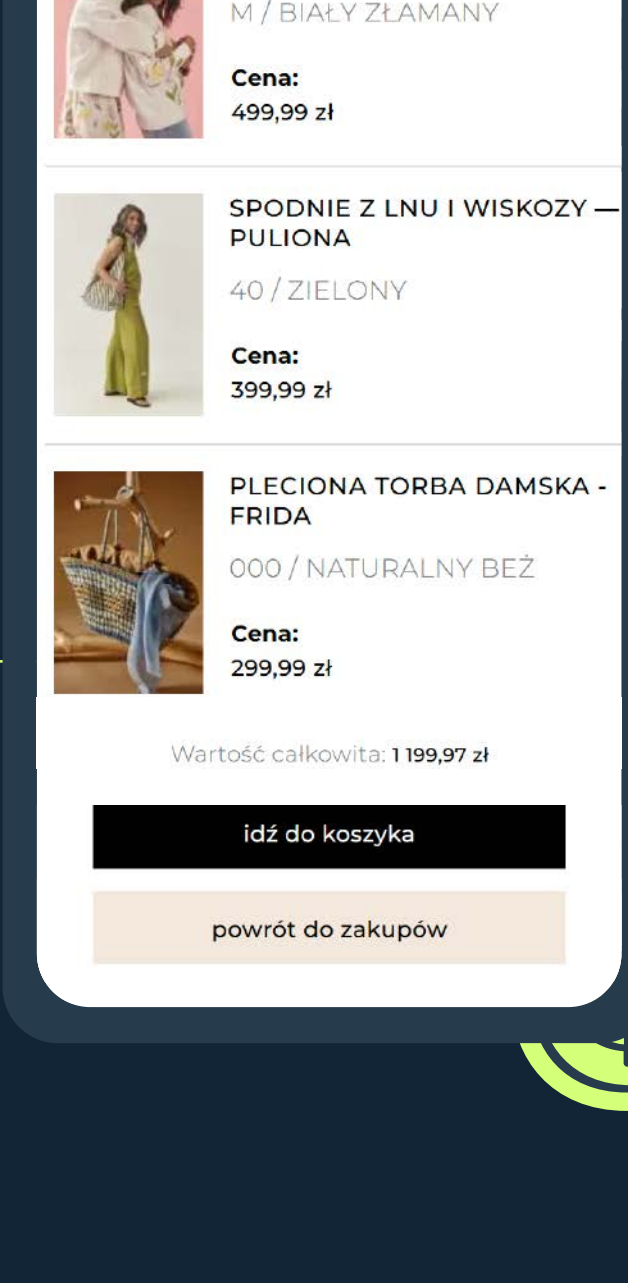 M / BIAŁY ZŁAMANY
Cena:
499,99 zł
SPODNIE Z LNU I WISKOZY —
PULIONA
40 / ZIELONY
Cena:
399,99 zł
PLECIONA TORBA DAMSKA -
FRIDA
000 / NATURALNY BEŻ
Cena:
299,99 zł
Wartość całkowita: 1 199,97 zł
idź do koszyka
powrót do zakupów